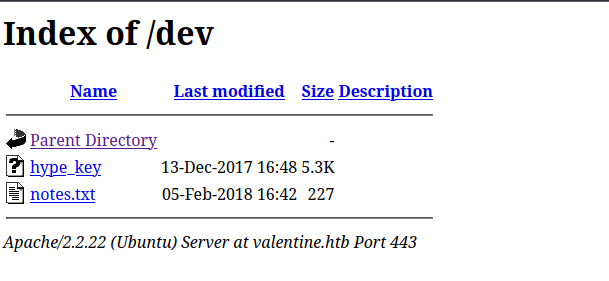 Index of /dev
Name Last modified Size Description
Parent Directory -
hype_key 13-Dec-2017 16:48 5.3K
notes.txt 05-Feb-2018 16:42 227
Apache/2.2.22 (Ubuntu) Server at valentine.htb Port 443